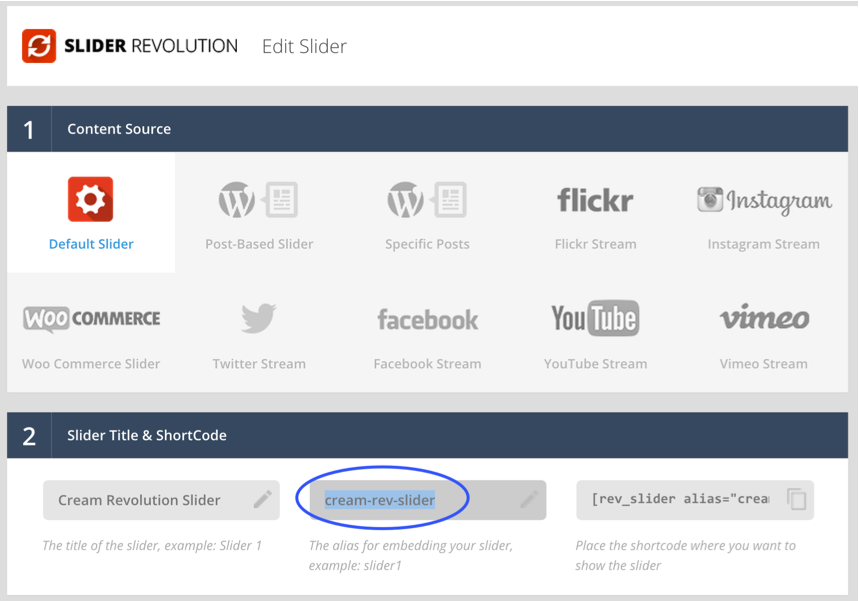 SLIDER REVOLUTION Edit Slider
1 Content Source
Default Slider
Post-Based Slider
Specific Posts
flickr
Flickr Stream
Instagram
Instagram Stream
WOO COMMERCE
Woo Commerce Slider
Twitter Stream
facebook
Facebook Stream
YouTube
YouTube Stream
vimeo
Vimeo Stream
2 Slider Title & ShortCode
Cream Revolution Slider
The title of the slider, example: Slider 1
cream-rev-slider
The alias for embedding your slider,
example: slider1
[rev_slider alias="crea
Place the shortcode where you want to
show the slider